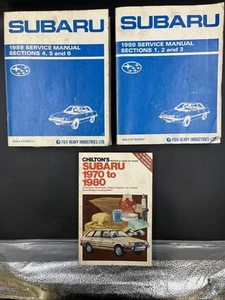 SUBARU
1989 SERVICE MANUAL
SECTIONS 4, 5 and 6
FUJI HEAVY INDUSTRIES LTD.
SUBARU
1989 SERVICE MANUAL
SECTIONS 1, 2 and 3
FUJI HEAVY INDUSTRIES LTD.
CHILTON'S
SUBARU
1970 to
1980